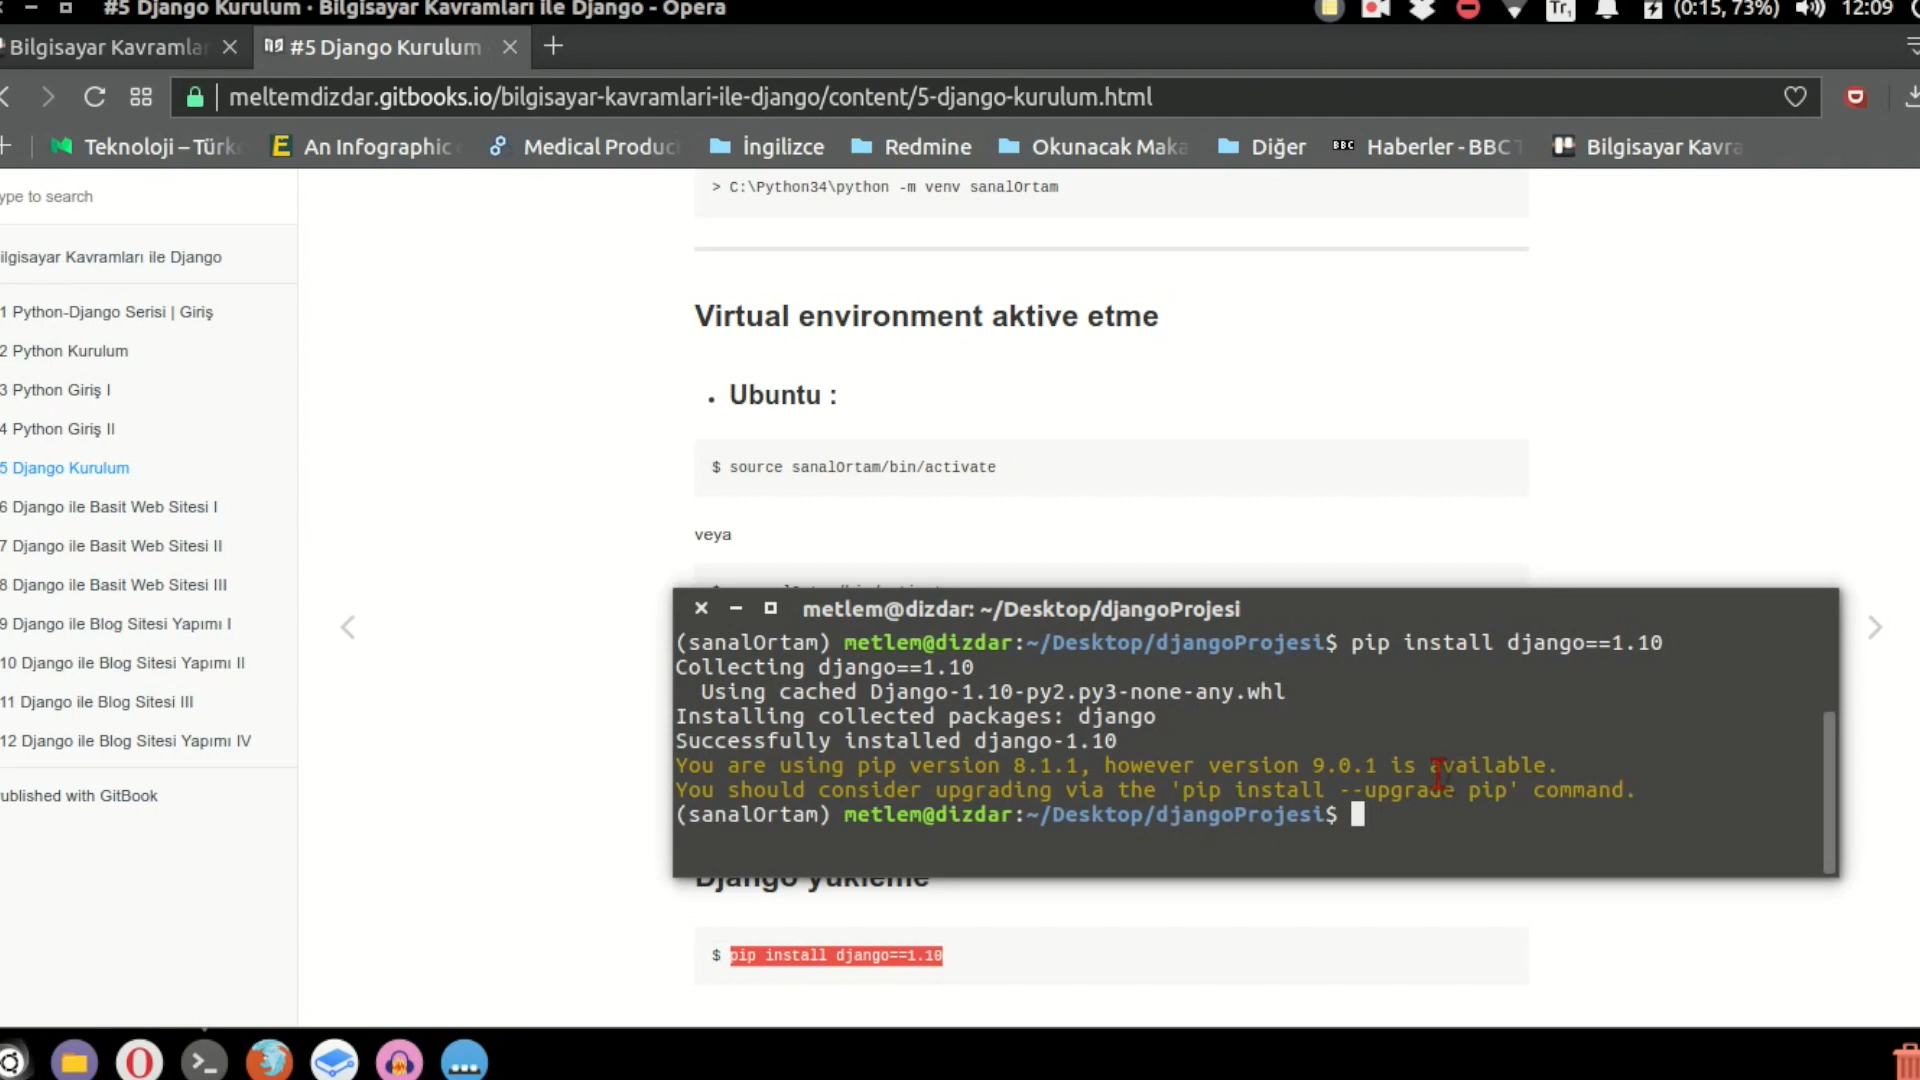 #5 Django Kurulum · Bilgisayar Kavramları ile Django - Opera
Tr₁
(0:15, 73%)
12:09
Bilgisayar Kavramla
#5 Django Kurulum
meltemdizdar.gitbooks.io/bilgisayar-kavramlari-ile-django/content/5-django-kurulum.html
Teknoloji – Türk
An Infographic
Medical Produc
İngilizce
Redmine
Okunacak Maka
Diğer
BBC Haberler - BBC T
Bilgisayar Kavra
ype to search
ilgisayar Kavramları ile Django
1 Python-Django Serisi | Giriş
2 Python Kurulum
3 Python Giriş I
4 Python Giriş II
5 Django Kurulum
6 Django ile Basit Web Sitesi I
7 Django ile Basit Web Sitesi II
8 Django ile Basit Web Sitesi III
9 Django ile Blog Sitesi Yapımı I
10 Django ile Blog Sitesi Yapımı II
11 Django ile Blog Sitesi III
12 Django ile Blog Sitesi Yapımı IV
ublished with GitBook
> C:\Python34\python -m venv sanalOrtam
Virtual environment aktive etme
• Ubuntu :
$ source sanalOrtam/bin/activate
veya
metlem@dizdar: ~/Desktop/djangoProjesi
(sanalOrtam) metlem@dizdar:~/Desktop/djangoProjesi$ pip install django==1.10
Collecting django==1.10
  Using cached Django-1.10-py2.py3-none-any.whl
Installing collected packages: django
Successfully installed django-1.10
You are using pip version 8.1.1, however version 9.0.1 is available.
You should consider upgrading via the 'pip install --upgrade pip' command.
(sanalOrtam) metlem@dizdar:~/Desktop/djangoProjesi$
Django yükleme
$ pip install django==1.10